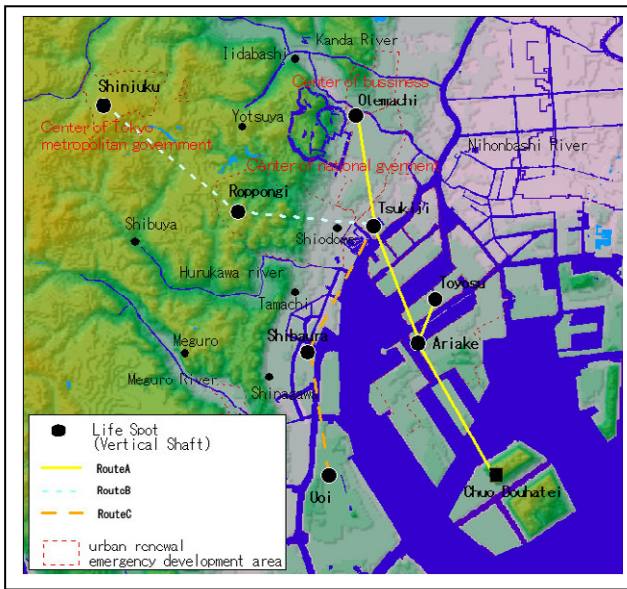 Kanda River
Iidabashi
Shinjuku
Center of bussiness
Olemachi
Center of Tokyo
metropolitan government
Yotsuya
Nihonbashi River
Center of national gvenment
Roppongi
Tsukiji
Shibuya
Shiodome
Hurukawa river
Tamachi
Toyosu
Shibaura
Ariake
Meguro
Meguro River
Shinagawa
Life Spot
(Vertical Shaft)
RouteA
RouteB
RouteC
Uoi
Chuo Bouhatei
urban renewal
emergency development area